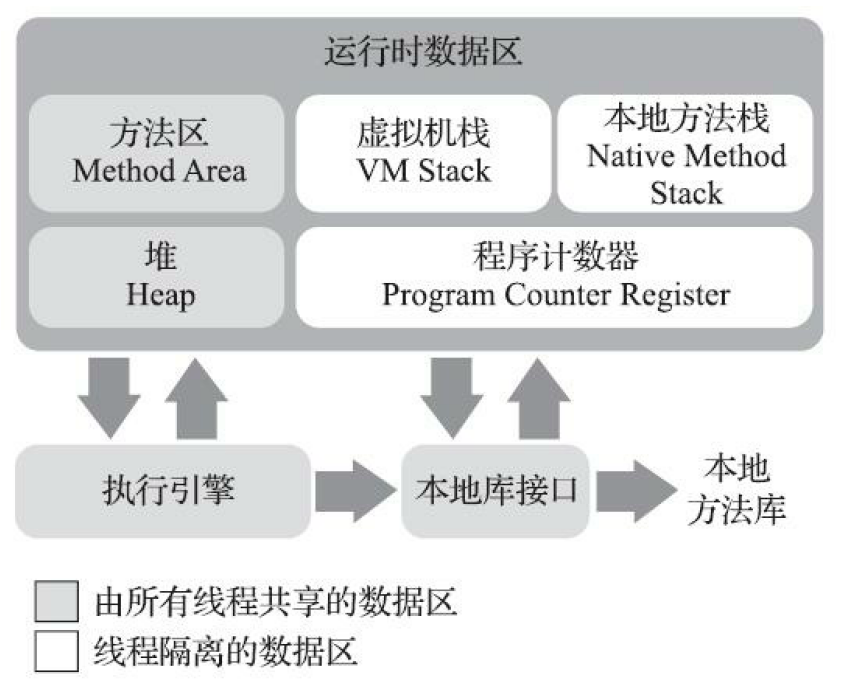 运行时数据区
方法区
Method Area
虚拟机栈
VM Stack
本地方法栈
Native Method
Stack
堆
Heap
程序计数器
Program Counter Register
执行引擎
本地库接口
本地
方法库
由所有线程共享的数据区
线程隔离的数据区